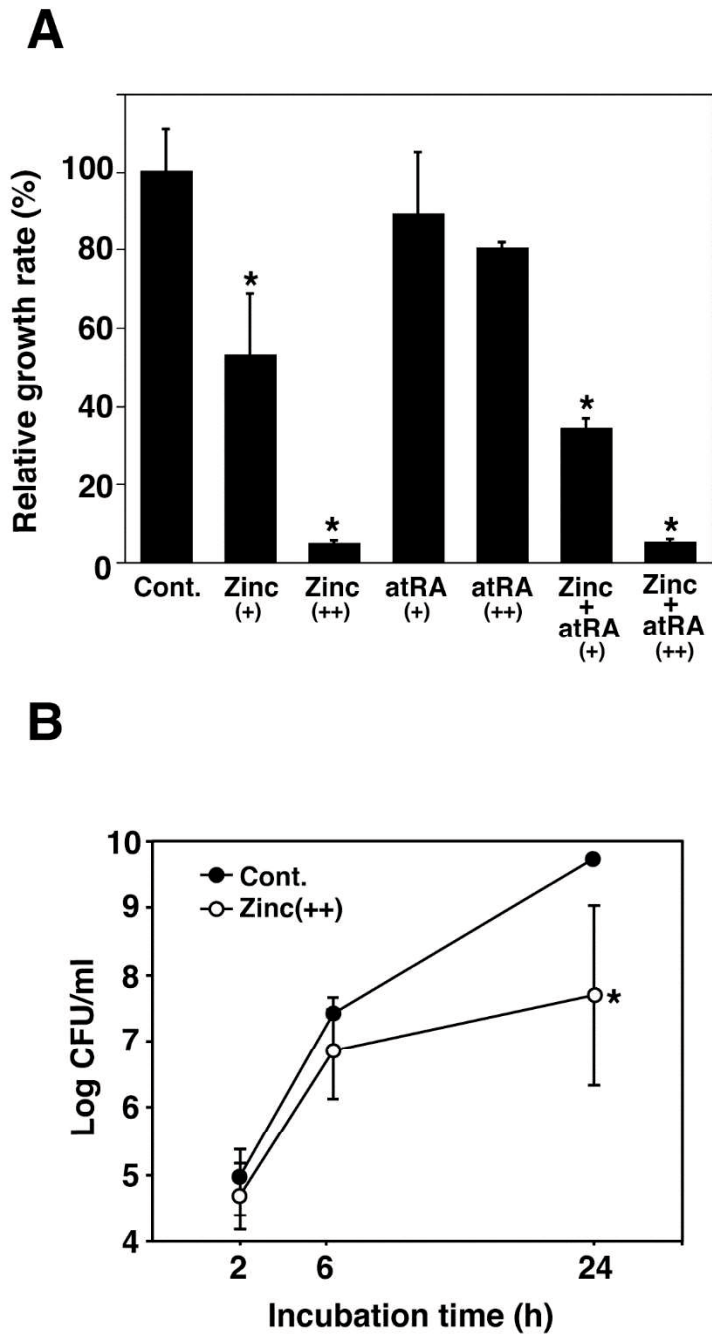 A
Relative growth rate (%)
100
80
60
40
20
0
*
*
*
*
Cont.
Zinc
(+)
Zinc
(++)
atRA
(+)
atRA
(++)
Zinc
+
atRA
(+)
Zinc
+
atRA
(++)
B
Log CFU/ml
10
9
8
7
6
5
4
Cont.
Zinc(++)
*
2
6
24
Incubation time (h)